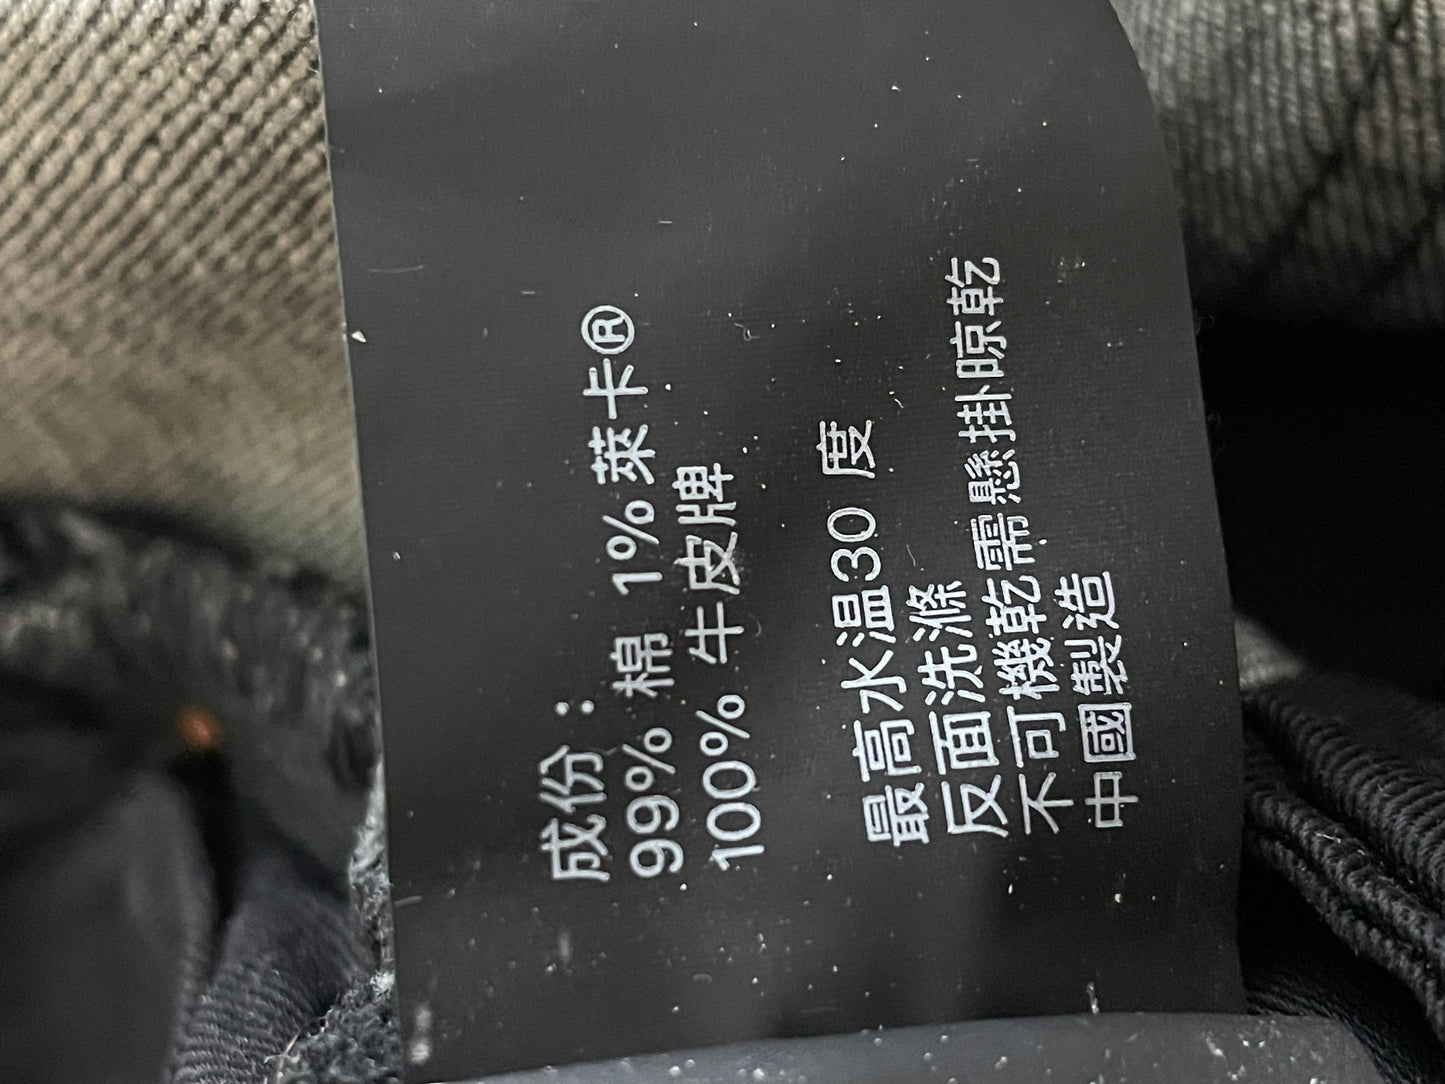 成份：
99% 棉 1% 萊卡®
100% 牛皮牌
最高水温30 度
反面洗滌
不可機乾需懸掛晾乾
中國製造